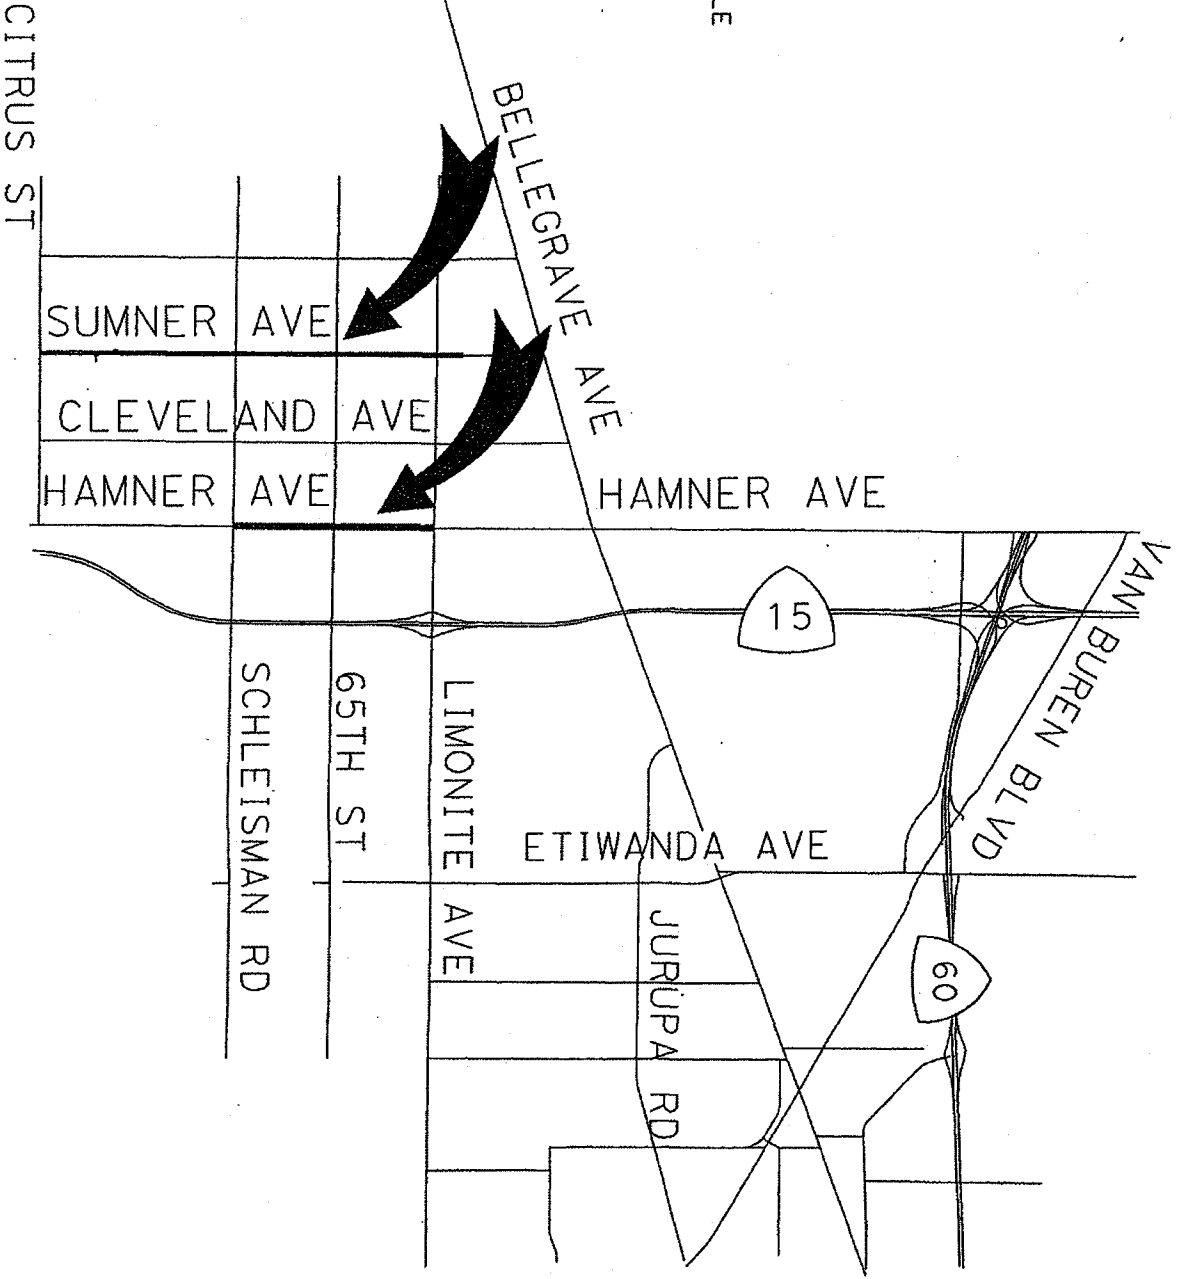 LE
CITRUS ST
BELLEGRAVE AVE
SUMNER AVE
CLEVELAND AVE
HAMNER AVE
HAMNER AVE
15
VAN BUREN BLVD
SCHLEISMAN RD
65TH ST
LIMONITE AVE
ETIWANDA AVE
JURUPA RD
60